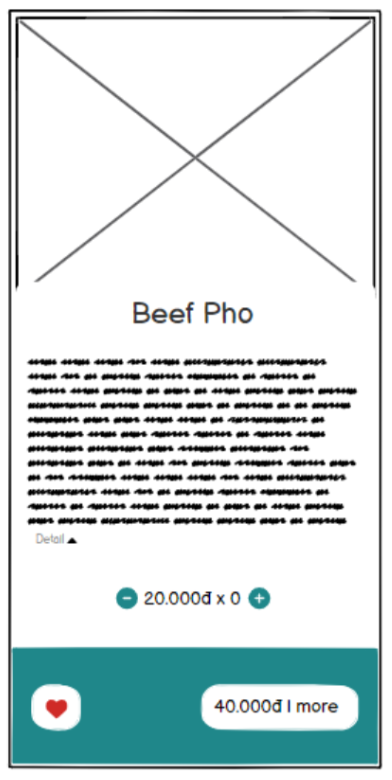 Beef Pho
Detail ▲
− 20.000đ x 0 +
40.000đ I more